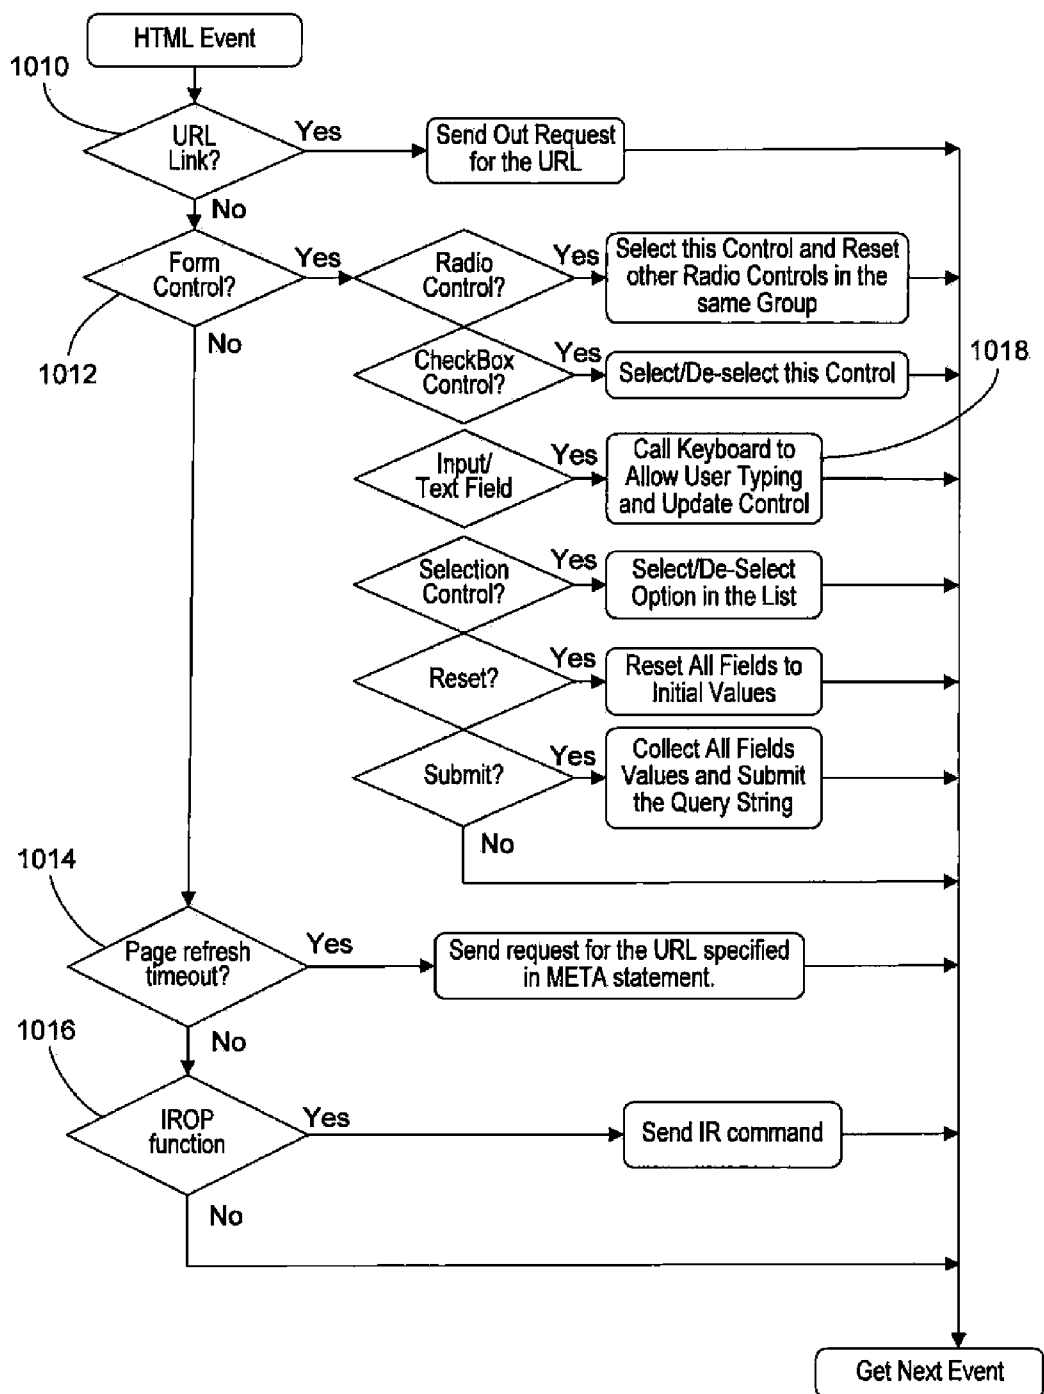 HTML Event
1010
URL
Link?
Yes
Send Out Request
for the URL
No
Form
Control?
Yes
1012
No
Radio
Control?
Yes
Select this Control and Reset
other Radio Controls in the
same Group
CheckBox
Control?
Yes
Select/De-select this Control
1018
Input/
Text Field
Yes
Call Keyboard to
Allow User Typing
and Update Control
Selection
Control?
Yes
Select/De-Select
Option in the List
Reset?
Yes
Reset All Fields to
Initial Values
Submit?
Yes
Collect All Fields
Values and Submit
the Query String
No
1014
Page refresh
timeout?
Yes
Send request for the URL specified
in META statement.
No
1016
IROP
function
Yes
Send IR command
No
Get Next Event